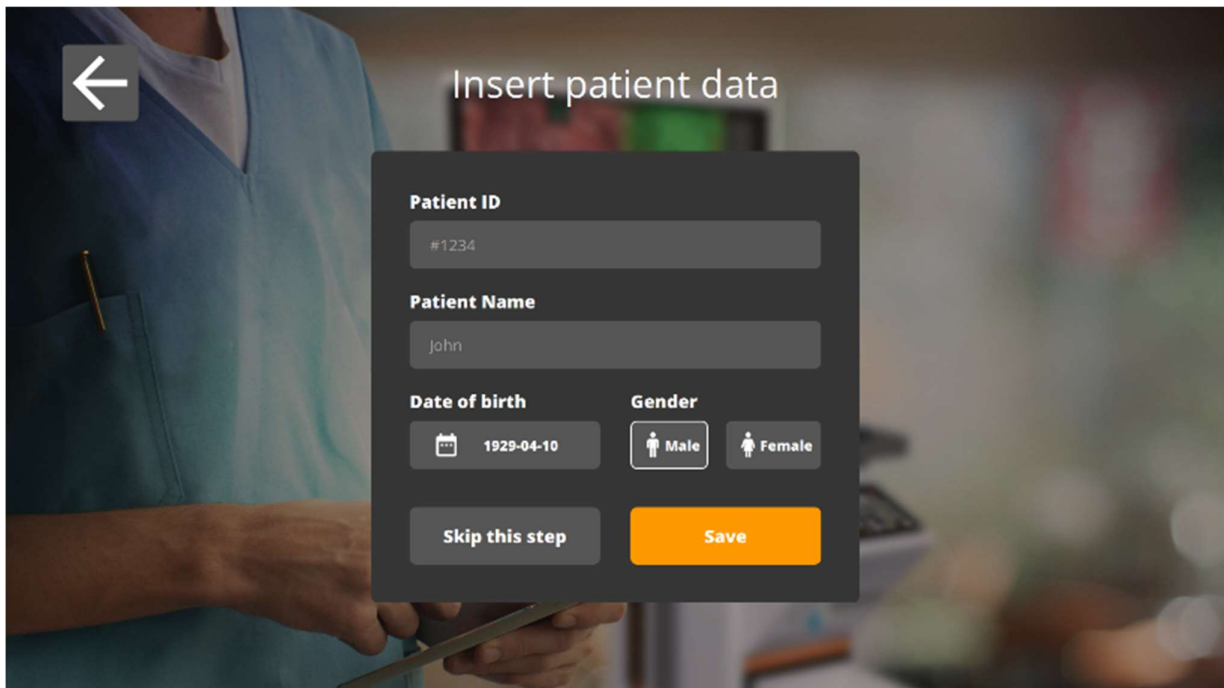 Insert patient data
Patient ID
#1234
Patient Name
John
Date of birth
Gender
1929-04-10
Male
Female
Skip this step
Save